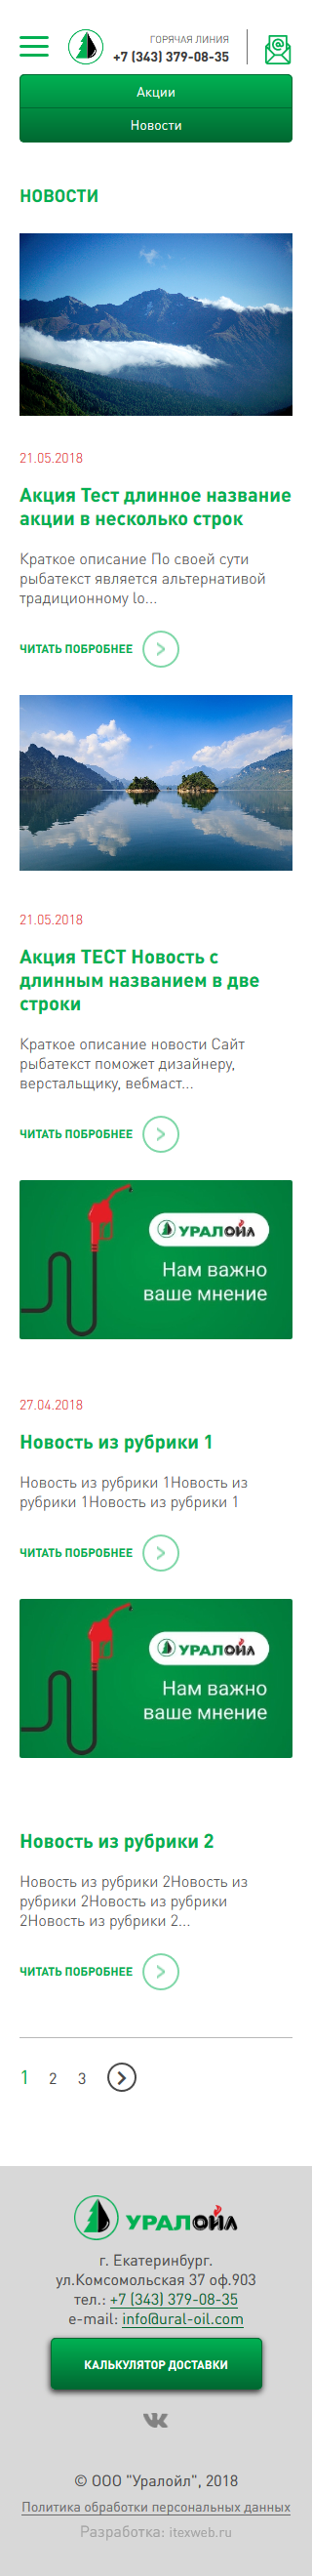 ГОРЯЧАЯ ЛИНИЯ
+7 (343) 379-08-35
Акции
Новости
НОВОСТИ
21.05.2018
Акция Тест длинное название
акции в несколько строк
Краткое описание По своей сути
рыбатекст является альтернативой
традиционному lo...
ЧИТАТЬ ПОБРОБНЕЕ
21.05.2018
Акция ТЕСТ Новость с
длинным названием в две
строки
Краткое описание новости Сайт
рыбатекст поможет дизайнеру,
верстальщику, вебмаст...
ЧИТАТЬ ПОБРОБНЕЕ
УРАЛОЙЛ
Нам важно
ваше мнение
27.04.2018
Новость из рубрики 1
Новость из рубрики 1Новость из
рубрики 1Новость из рубрики 1
ЧИТАТЬ ПОБРОБНЕЕ
УРАЛОЙЛ
Нам важно
ваше мнение
Новость из рубрики 2
Новость из рубрики 2Новость из
рубрики 2Новость из рубрики
2Новость из рубрики 2...
ЧИТАТЬ ПОБРОБНЕЕ
1 2 3
УРАЛОЙЛ
г. Екатеринбург.
ул.Комсомольская 37 оф.903
тел.: +7 (343) 379-08-35
e-mail: info@ural-oil.com
КАЛЬКУЛЯТОР ДОСТАВКИ
© ООО "Уралойл", 2018
Политика обработки персональных данных
Разработка: itexweb.ru